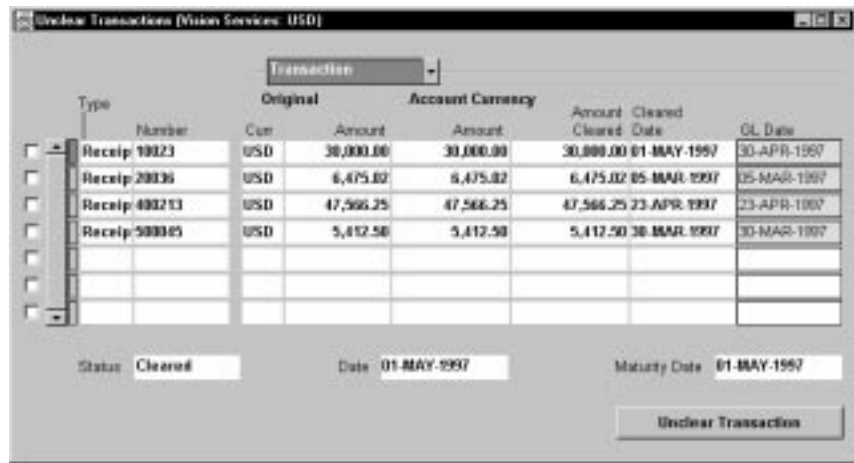 Unclear Transactions (Vision Services: USD)
Transaction
Type Original Account Currency
Number Curr Amount Amount Amount Cleared Cleared Date GL Date
Receip 10023 USD 30,000.00 30,000.00 30,000.00 01-MAY-1997 30-APR-1997
Receip 20036 USD 6,475.02 6,475.02 6,475.02 05-MAR-1997 05-MAR-1997
Receip 400213 USD 47,566.25 47,566.25 47,566.25 23-APR-1997 23-APR-1997
Receip 500045 USD 5,412.50 5,412.50 5,412.50 30-MAR-1997 30-MAR-1997
Status Cleared Date 01-MAY-1997 Maturity Date 01-MAY-1997
Unclear Transaction